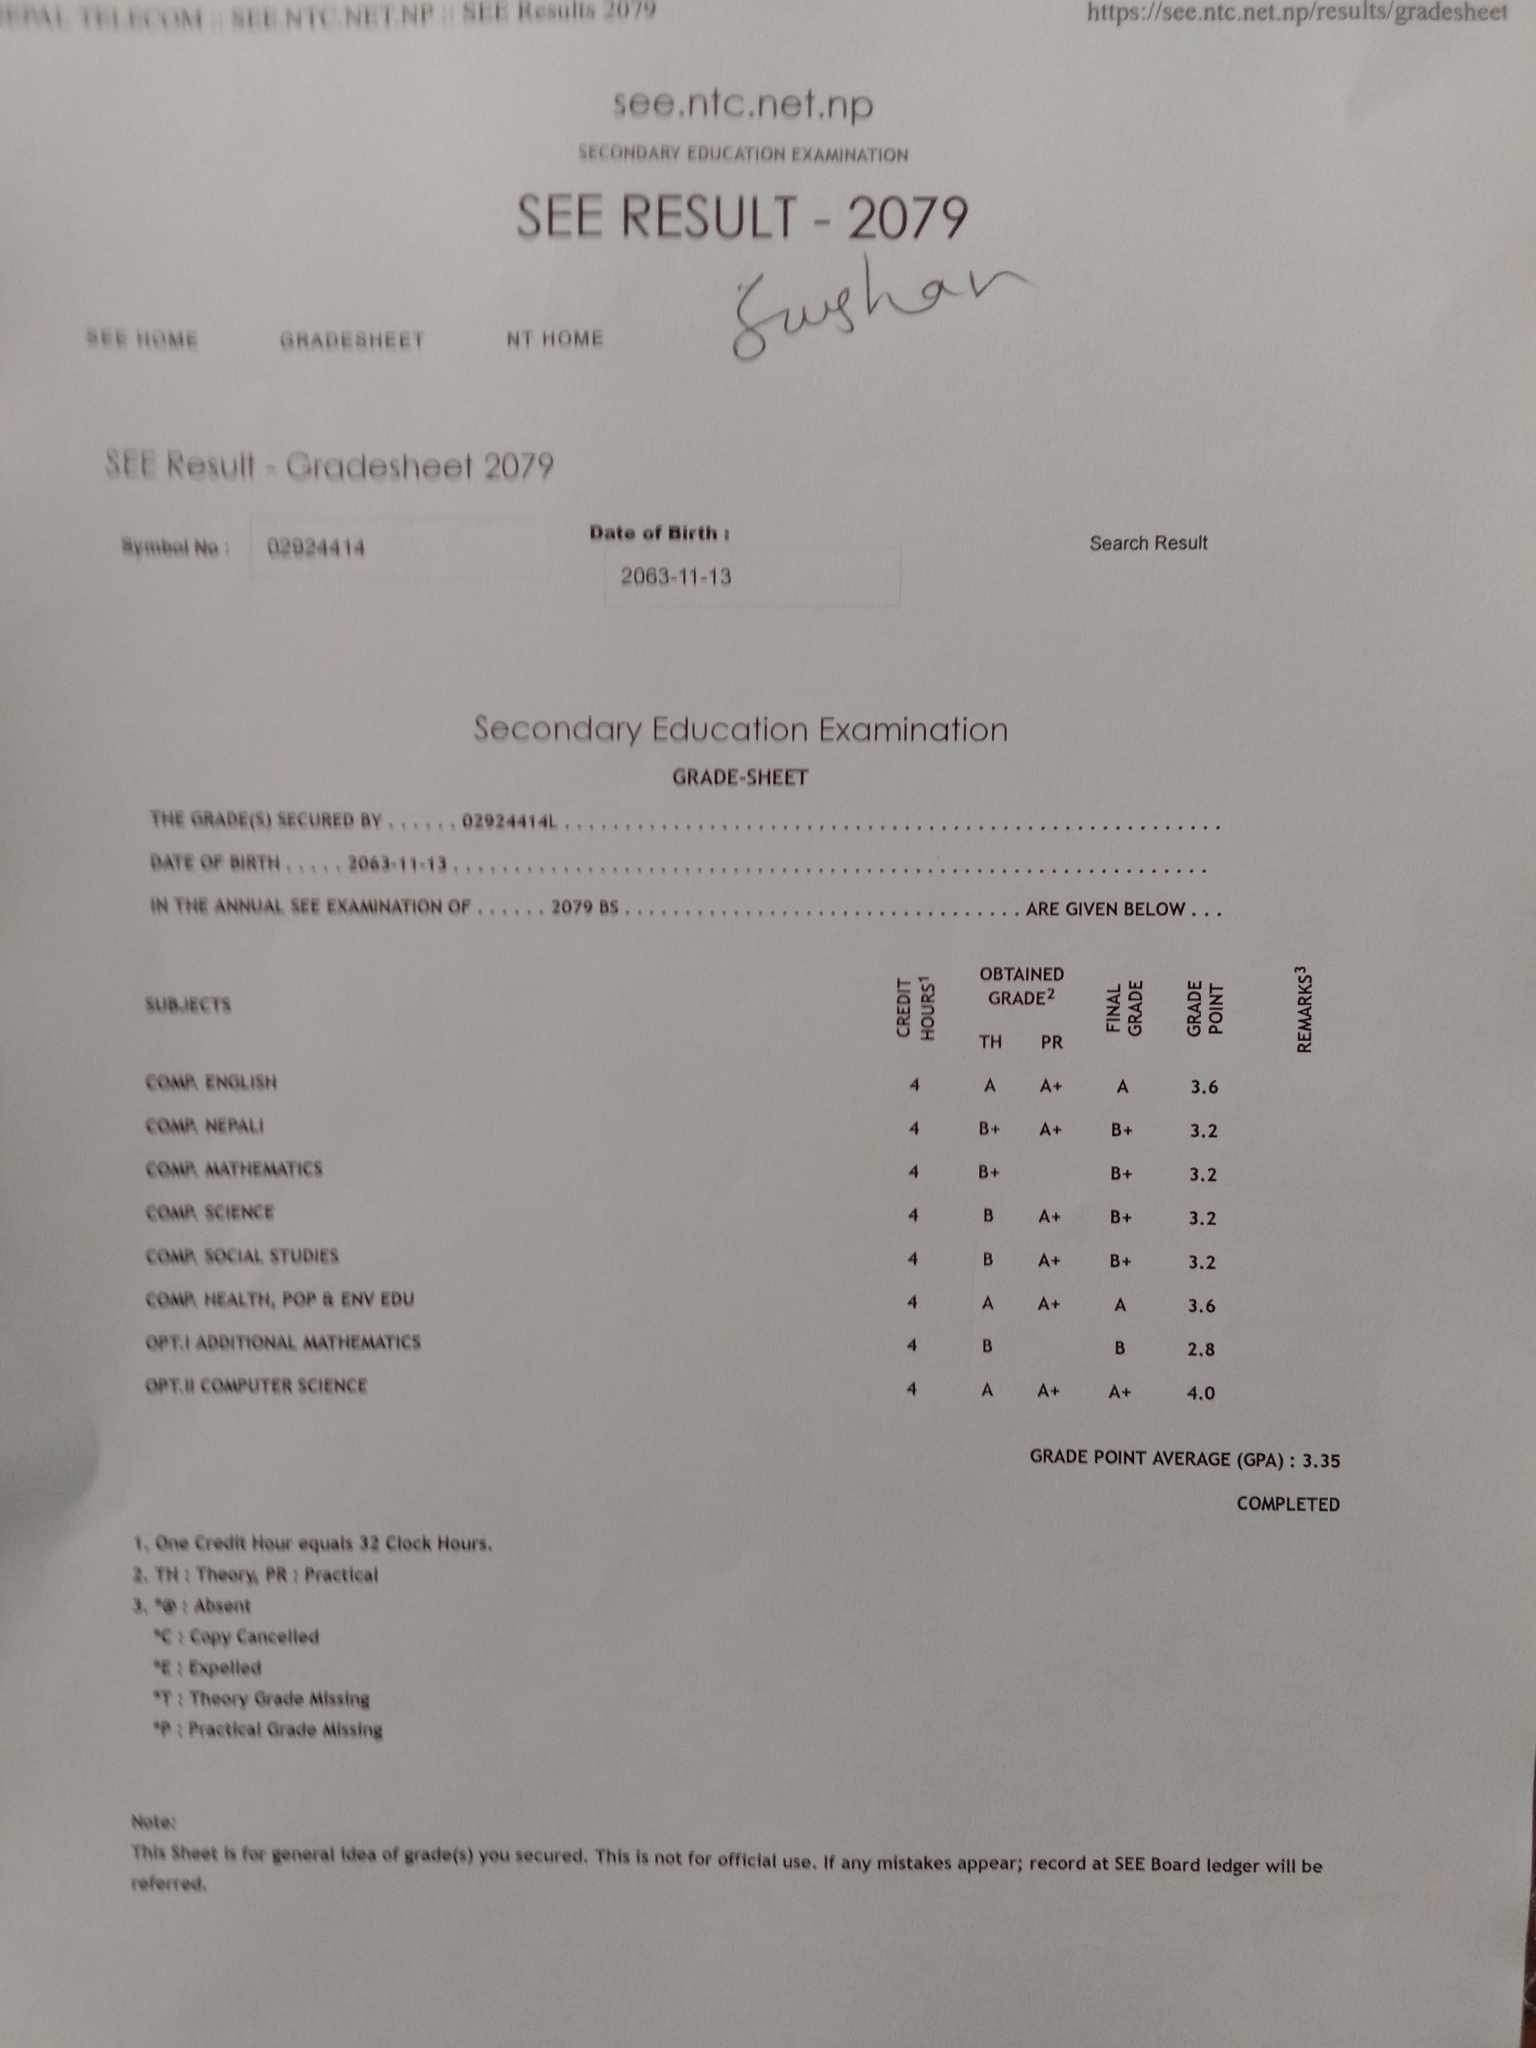 NEPAL TELECOM :: SEE.NTC.NET.NP :: SEE Results 2079 https://see.ntc.net.np/results/gradesheet
see.ntc.net.np
SECONDARY EDUCATION EXAMINATION
SEE RESULT - 2079
Sushan
SEE HOME GRADESHEET NT HOME
SEE Result - Gradesheet 2079
Symbol No : 02924414 Date of Birth : 2063-11-13 Search Result
Secondary Education Examination
GRADE-SHEET
THE GRADE(S) SECURED BY . . . . . . 02924414L . . . . . . . . . . . . . . . . . . . . . . . . . . . . . . . . . . . . . . . . . . . . . . . . . . . . . .
DATE OF BIRTH . . . . . 2063-11-13 . . . . . . . . . . . . . . . . . . . . . . . . . . . . . . . . . . . . . . . . . . . . . . . . . . . . . . . . . . . . . .
IN THE ANNUAL SEE EXAMINATION OF . . . . . . 2079 BS . . . . . . . . . . . . . . . . . . . . . . . . . . . . . . . . . ARE GIVEN BELOW . . .
SUBJECTS CREDIT HOURS1 OBTAINED GRADE2 FINAL GRADE GRADE POINT REMARKS3
TH PR
COMP. ENGLISH 4 A A+ A 3.6
COMP. NEPALI 4 B+ A+ B+ 3.2
COMP. MATHEMATICS 4 B+ B+ 3.2
COMP. SCIENCE 4 B A+ B+ 3.2
COMP. SOCIAL STUDIES 4 B A+ B+ 3.2
COMP. HEALTH, POP & ENV EDU 4 A A+ A 3.6
OPT.I ADDITIONAL MATHEMATICS 4 B B 2.8
OPT.II COMPUTER SCIENCE 4 A A+ A+ 4.0
GRADE POINT AVERAGE (GPA) : 3.35
COMPLETED
1. One Credit Hour equals 32 Clock Hours.
2. TH : Theory, PR : Practical
3. *@ : Absent
*C : Copy Cancelled
*E : Expelled
*T : Theory Grade Missing
*P : Practical Grade Missing
Note:
This Sheet is for general idea of grade(s) you secured. This is not for official use. If any mistakes appear; record at SEE Board ledger will be
referred.